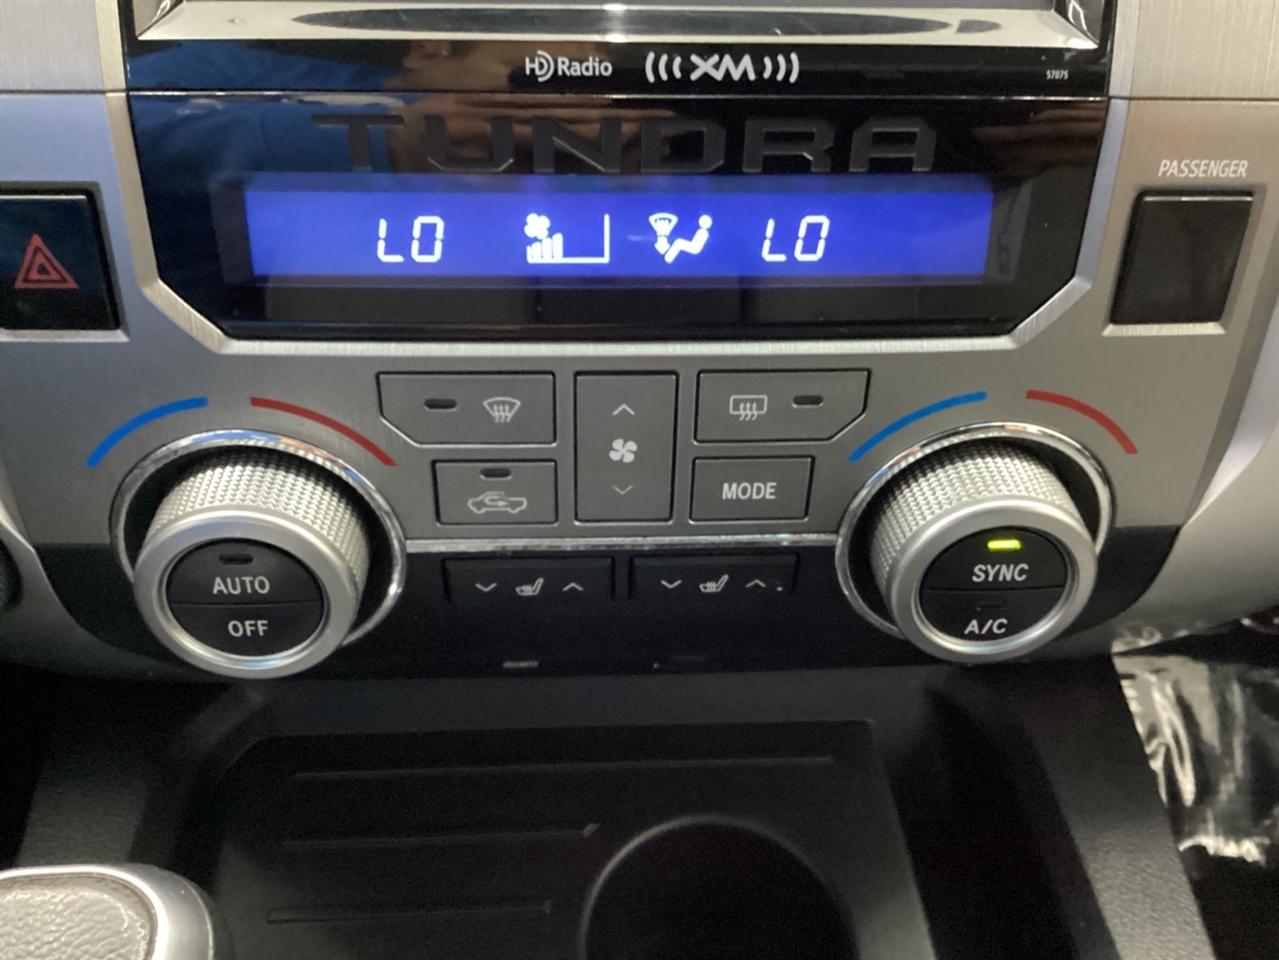 HD Radio
((( XM )))
57075
TUNDRA
PASSENGER
LO
LO
MODE
AUTO
OFF
SYNC
A/C